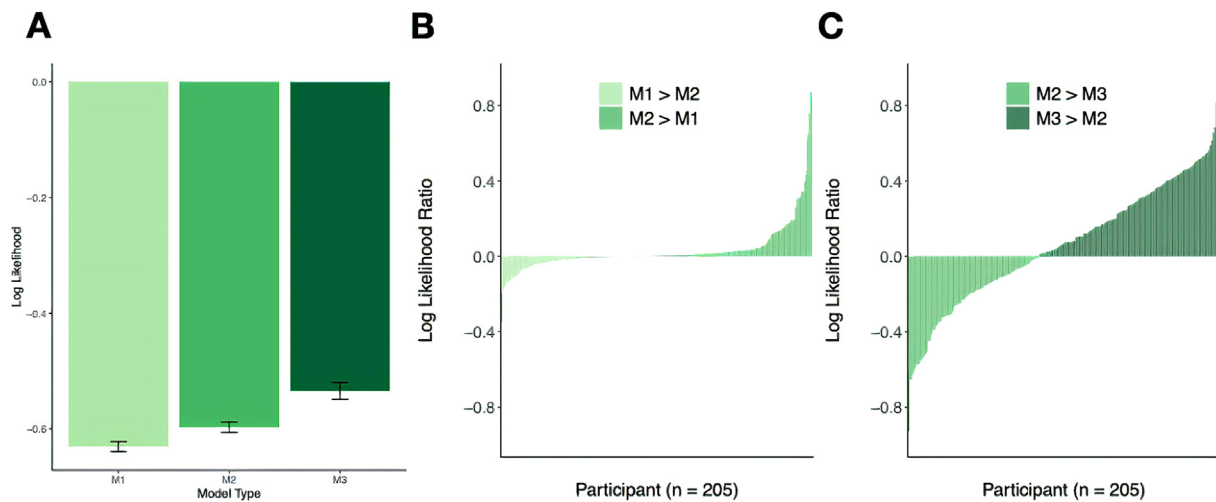 A
0.0
−0.2
−0.4
−0.6
Log Likelihood
M1
M2
M3
Model Type
B
M1 > M2
M2 > M1
0.8
0.4
0.0
−0.4
−0.8
Log Likelihood Ratio
Participant (n = 205)
C
M2 > M3
M3 > M2
0.8
0.4
0.0
−0.4
−0.8
Log Likelihood Ratio
Participant (n = 205)